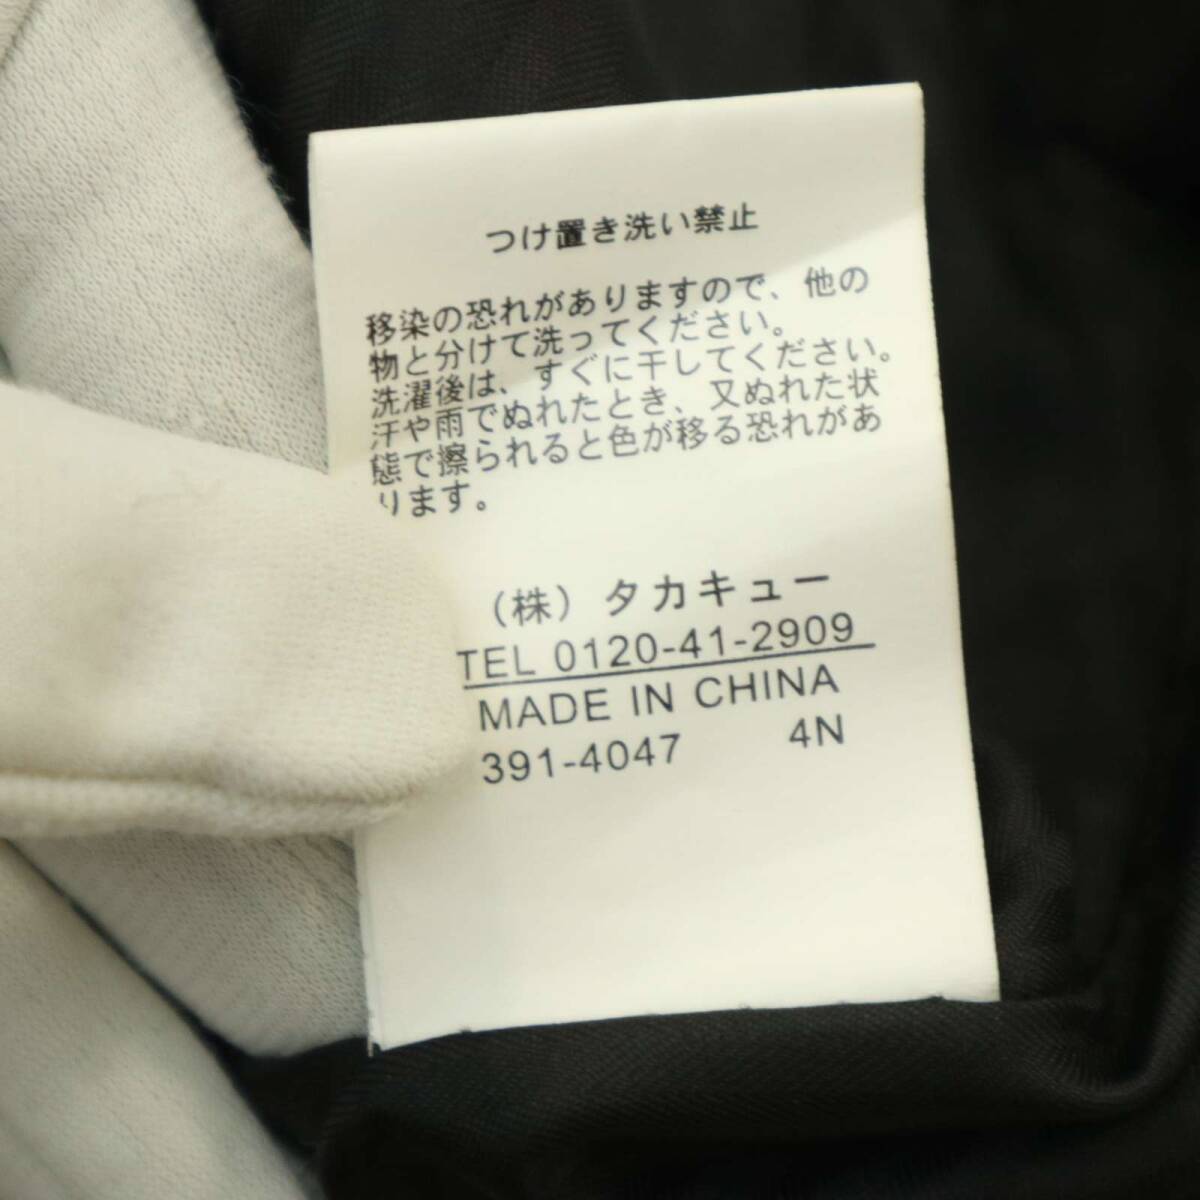 つけ置き洗い禁止
移染の恐れがありますので、他の
物と分けて洗ってください。
洗濯後は、すぐに干してください。
汗や雨でぬれたとき、又ぬれた状
態で擦られると色が移る恐れがあ
ります。
（株）タカキュー
TEL 0120-41-2909
MADE IN CHINA
391-4047 4N